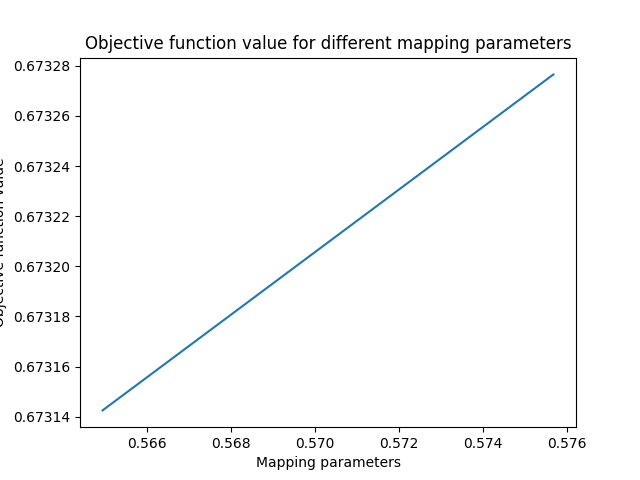 Objective function value for different mapping parameters
Objective function value
0.67328
0.67326
0.67324
0.67322
0.67320
0.67318
0.67316
0.67314
0.566 0.568 0.570 0.572 0.574 0.576
Mapping parameters